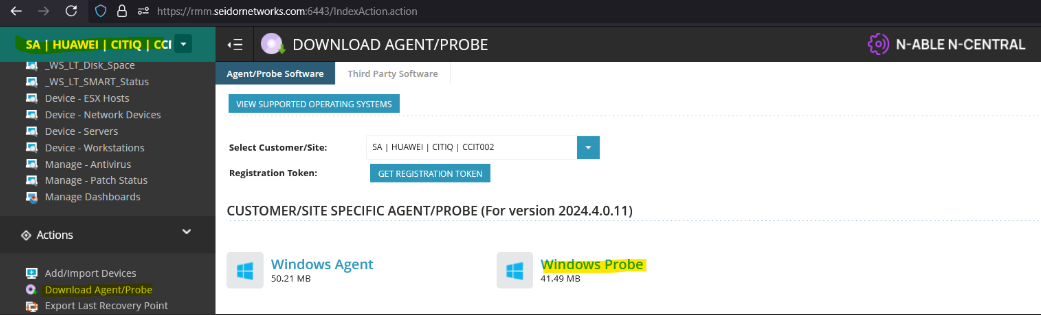 https://rmm.seidornetworks.com:6443/IndexAction.action
SA | HUAWEI | CITIQ | CCI
DOWNLOAD AGENT/PROBE
N-ABLE N-CENTRAL
_WS_LT_Disk_Space
_WS_LT_SMART_Status
Device - ESX Hosts
Device - Network Devices
Device - Servers
Device - Workstations
Manage - Antivirus
Manage - Patch Status
Manage Dashboards
Actions
Add/Import Devices
Download Agent/Probe
Export Last Recovery Point
Agent/Probe Software
Third Party Software
VIEW SUPPORTED OPERATING SYSTEMS
Select Customer/Site:
SA | HUAWEI | CITIQ | CCIT002
Registration Token:
GET REGISTRATION TOKEN
CUSTOMER/SITE SPECIFIC AGENT/PROBE (For version 2024.4.0.11)
Windows Agent
50.21 MB
Windows Probe
41.49 MB